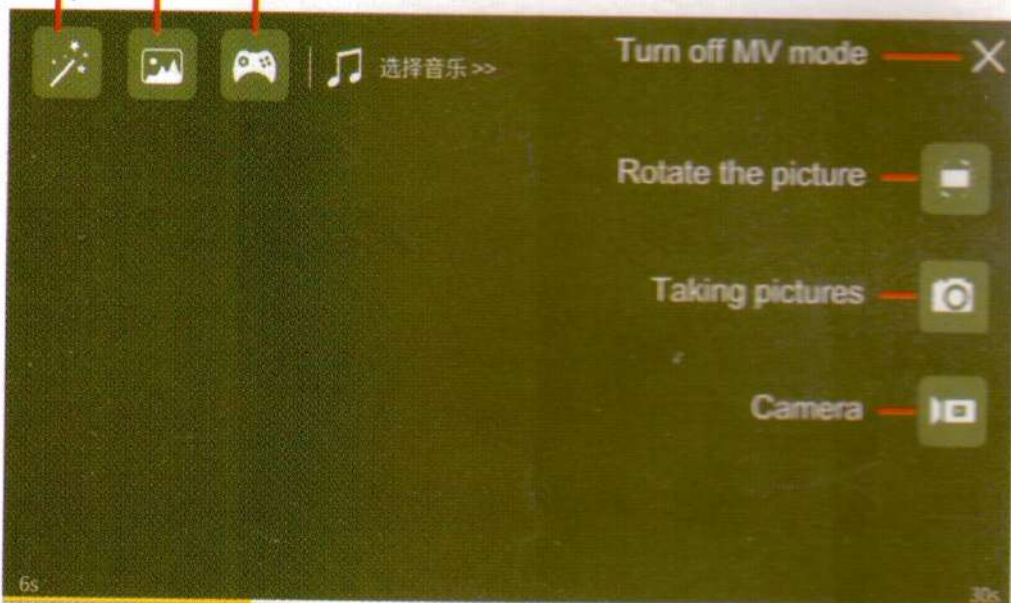 选择音乐>>
Turn off MV mode
Rotate the picture
Taking pictures
Camera
6s
30s